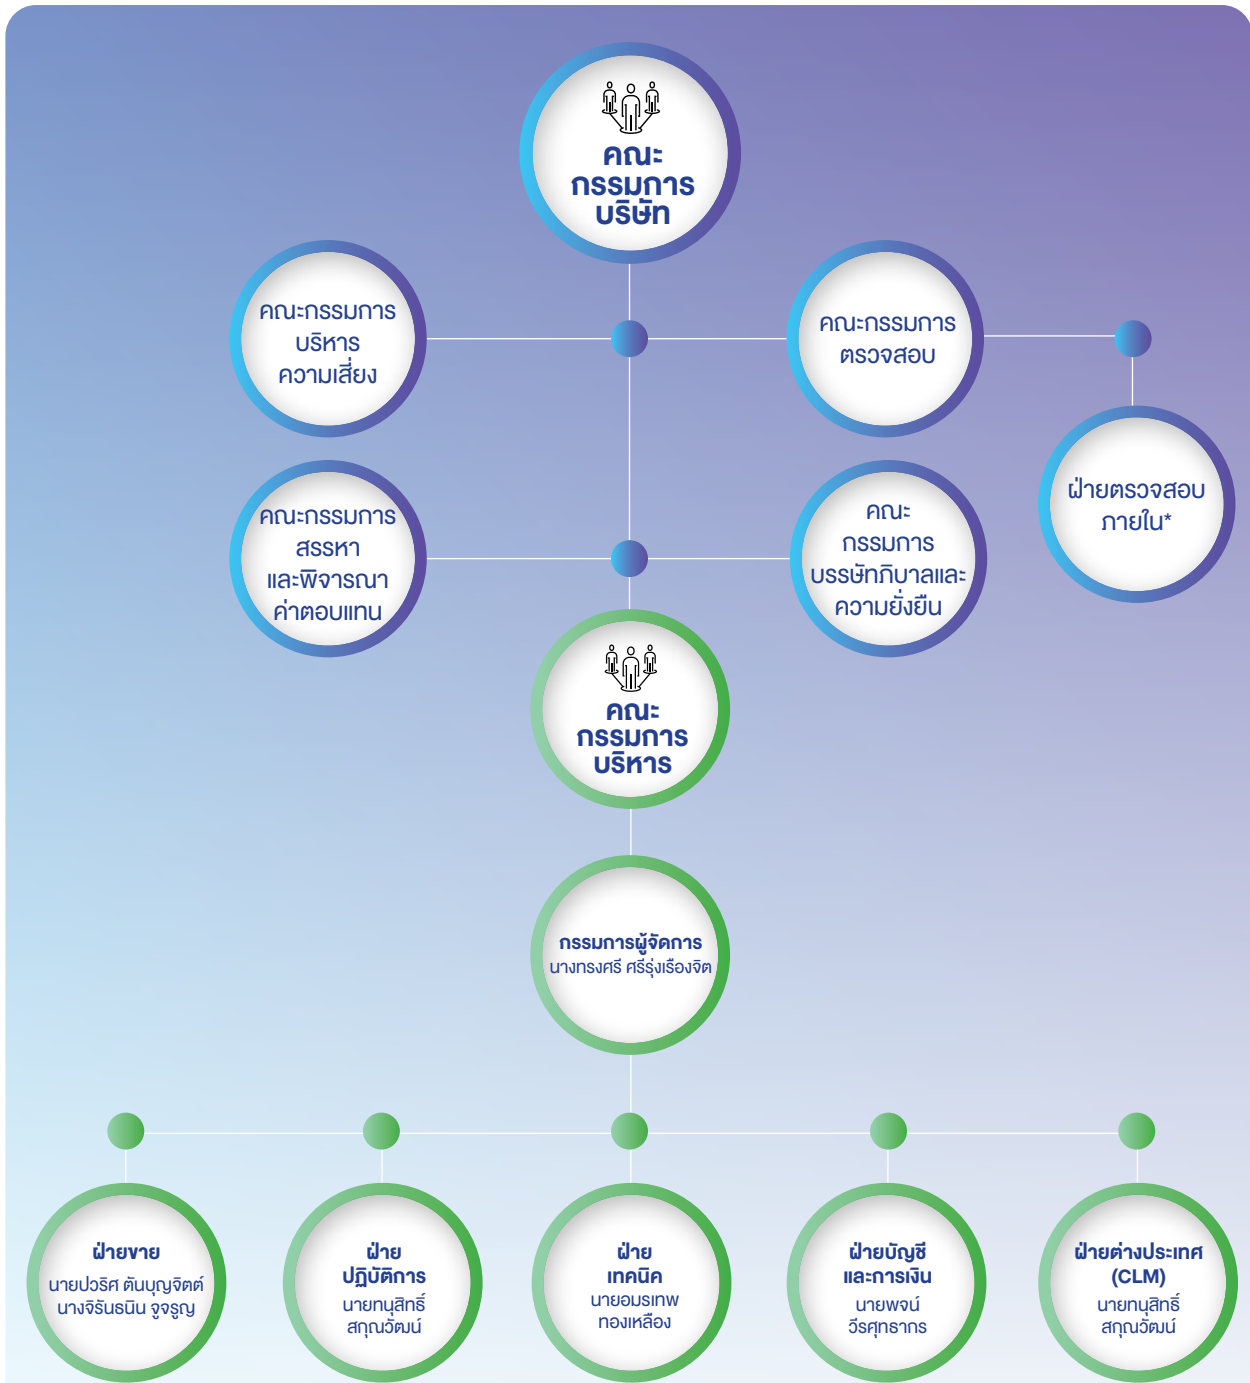 คณะ
กรรมการ
บริษัท
คณะกรรมการ
บริหาร
ความเสี่ยง
คณะกรรมการ
ตรวจสอบ
ฝ่ายตรวจสอบ
ภายใน*
คณะกรรมการ
สรรหา
และพิจารณา
ค่าตอบแทน
คณะ
กรรมการ
บรรษัทภิบาลและ
ความยั่งยืน
คณะ
กรรมการ
บริหาร
กรรมการผู้จัดการ
นางทรงศรี ศรีรุ่งเรืองจิต
ฝ่ายขาย
นายปวริศ ตันบุญจิตต์
นางจิรันธนิน จูจรูญ
ฝ่าย
ปฏิบัติการ
นายทนุสิทธิ์
สกุณวัฒน์
ฝ่าย
เทคนิค
นายอมรเทพ
ทองเหลือง
ฝ่ายบัญชี
และการเงิน
นายพจน์
วีรศุทธากร
ฝ่ายต่างประเทศ
(CLM)
นายทนุสิทธิ์
สกุณวัฒน์